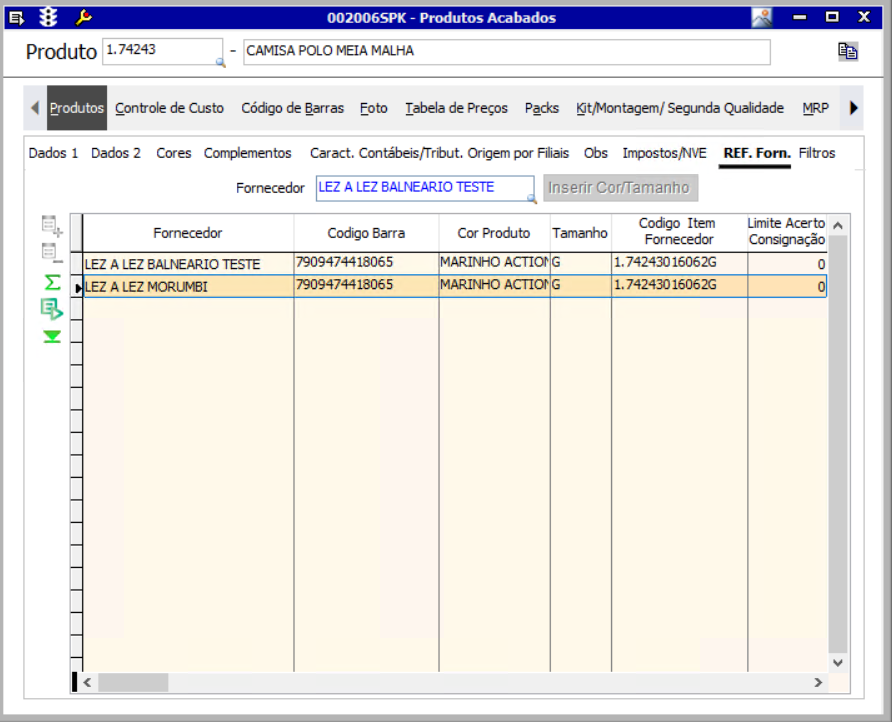 002006SPK - Produtos Acabados
Produto 1.74243 - CAMISA POLO MEIA MALHA
Produtos Controle de Custo Código de Barras Foto Tabela de Preços Packs Kit/Montagem/ Segunda Qualidade MRP
Dados 1 Dados 2 Cores Complementos Caract. Contábeis/Tribut. Origem por Filiais Obs Impostos/NVE REF. Forn. Filtros
Fornecedor LEZ A LEZ BALNEARIO TESTE Inserir Cor/Tamanho
Fornecedor Codigo Barra Cor Produto Tamanho Codigo Item Fornecedor Limite Acerto Consignação
LEZ A LEZ BALNEARIO TESTE 7909474418065 MARINHO ACTION G 1.74243016062G 0
LEZ A LEZ MORUMBI 7909474418065 MARINHO ACTION G 1.74243016062G 0